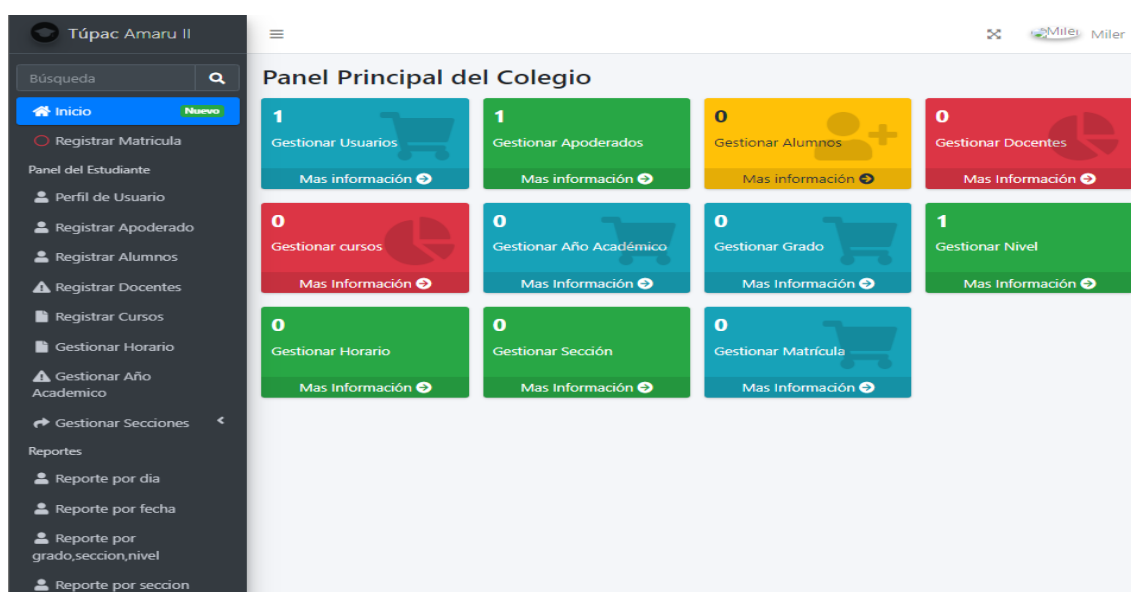 Túpac Amaru II
Miler
Miler
Búsqueda
Inicio
Nuevo
Registrar Matricula
Panel del Estudiante
Perfil de Usuario
Registrar Apoderado
Registrar Alumnos
Registrar Docentes
Registrar Cursos
Gestionar Horario
Gestionar Año
Academico
Gestionar Secciones
Reportes
Reporte por dia
Reporte por fecha
Reporte por
grado,seccion,nivel
Reporte por seccion
Panel Principal del Colegio
1
Gestionar Usuarios
Mas información
1
Gestionar Apoderados
Mas información
0
Gestionar Alumnos
Mas información
0
Gestionar Docentes
Mas Información
0
Gestionar cursos
Mas Información
0
Gestionar Año Académico
Mas Información
0
Gestionar Grado
Mas Información
1
Gestionar Nivel
Mas Información
0
Gestionar Horario
Mas Información
0
Gestionar Sección
Mas Información
0
Gestionar Matrícula
Mas Información